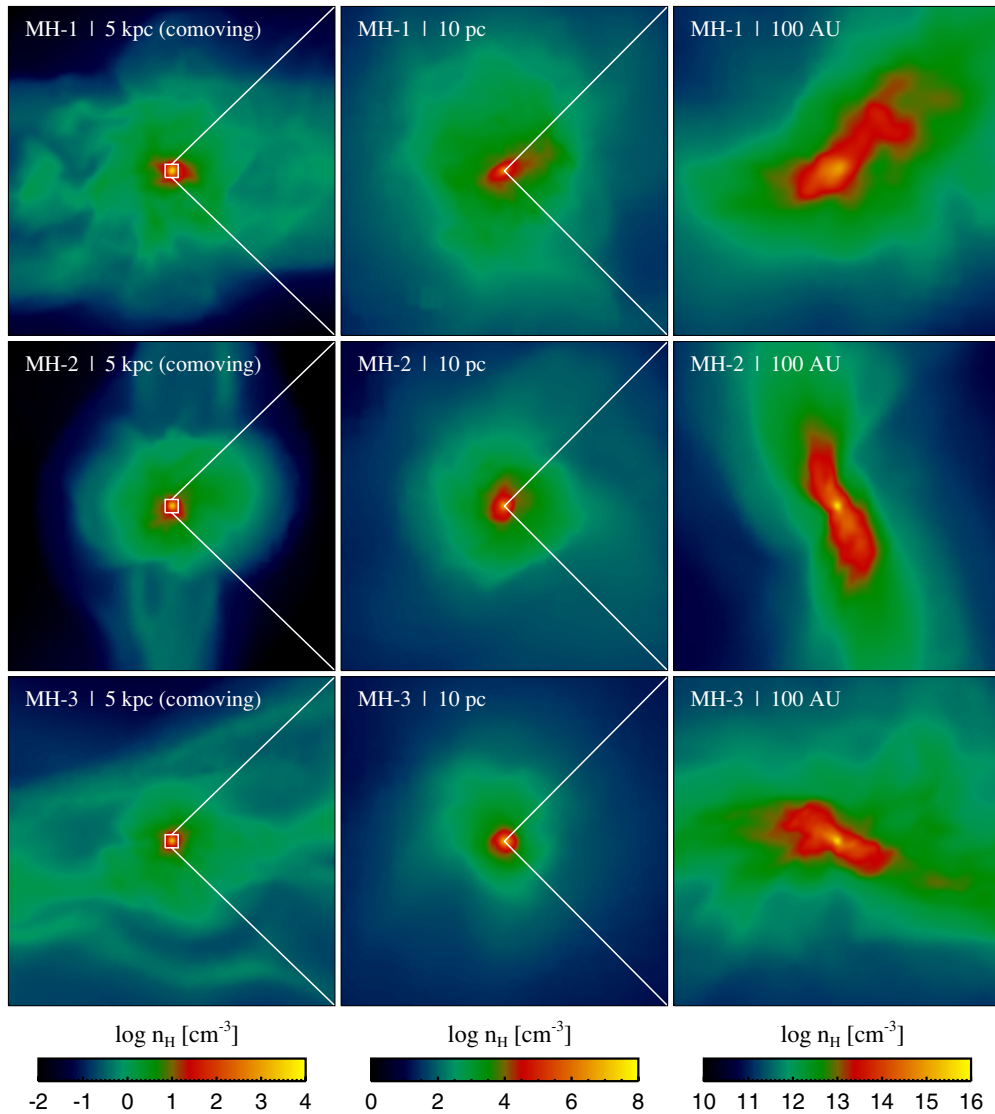 MH-1 | 5 kpc (comoving) MH-1 | 10 pc MH-1 | 100 AU
MH-2 | 5 kpc (comoving) MH-2 | 10 pc MH-2 | 100 AU
MH-3 | 5 kpc (comoving) MH-3 | 10 pc MH-3 | 100 AU
log n_H [cm^-3] log n_H [cm^-3] log n_H [cm^-3]
-2 -1 0 1 2 3 4 0 2 4 6 8 10 11 12 13 14 15 16